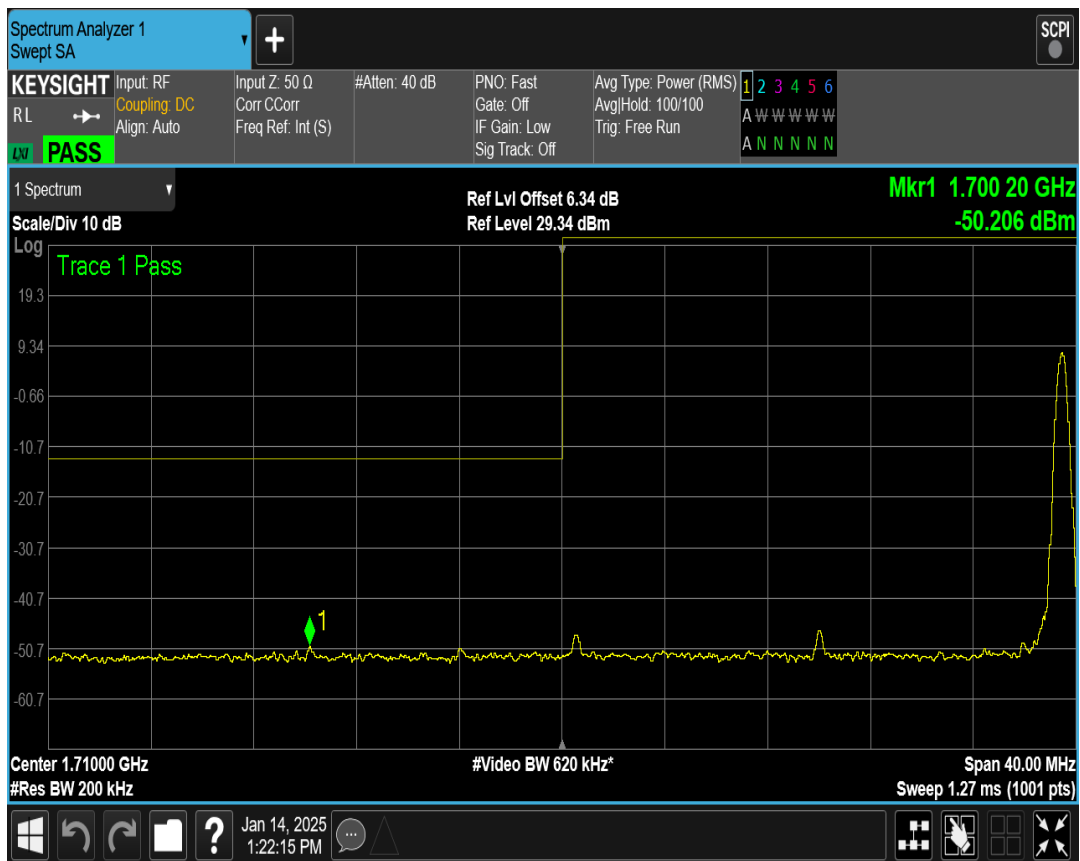 Spectrum Analyzer 1
Swept SA
+
SCPI
KEYSIGHT
RL
LXI
PASS
Input: RF
Coupling: DC
Align: Auto
Input Z: 50 Ω
Corr CCorr
Freq Ref: Int (S)
#Atten: 40 dB
PNO: Fast
Gate: Off
IF Gain: Low
Sig Track: Off
Avg Type: Power (RMS)
Avg|Hold: 100/100
Trig: Free Run
1 2 3 4 5 6
A W W W W W
A N N N N N
1 Spectrum
Scale/Div 10 dB
Ref Lvl Offset 6.34 dB
Ref Level 29.34 dBm
Mkr1 1.700 20 GHz
-50.206 dBm
Log
Trace 1 Pass
19.3
9.34
-0.66
-10.7
-20.7
-30.7
-40.7
1
-50.7
-60.7
Center 1.71000 GHz
#Res BW 200 kHz
#Video BW 620 kHz*
Span 40.00 MHz
Sweep 1.27 ms (1001 pts)
?
Jan 14, 2025
1:22:15 PM